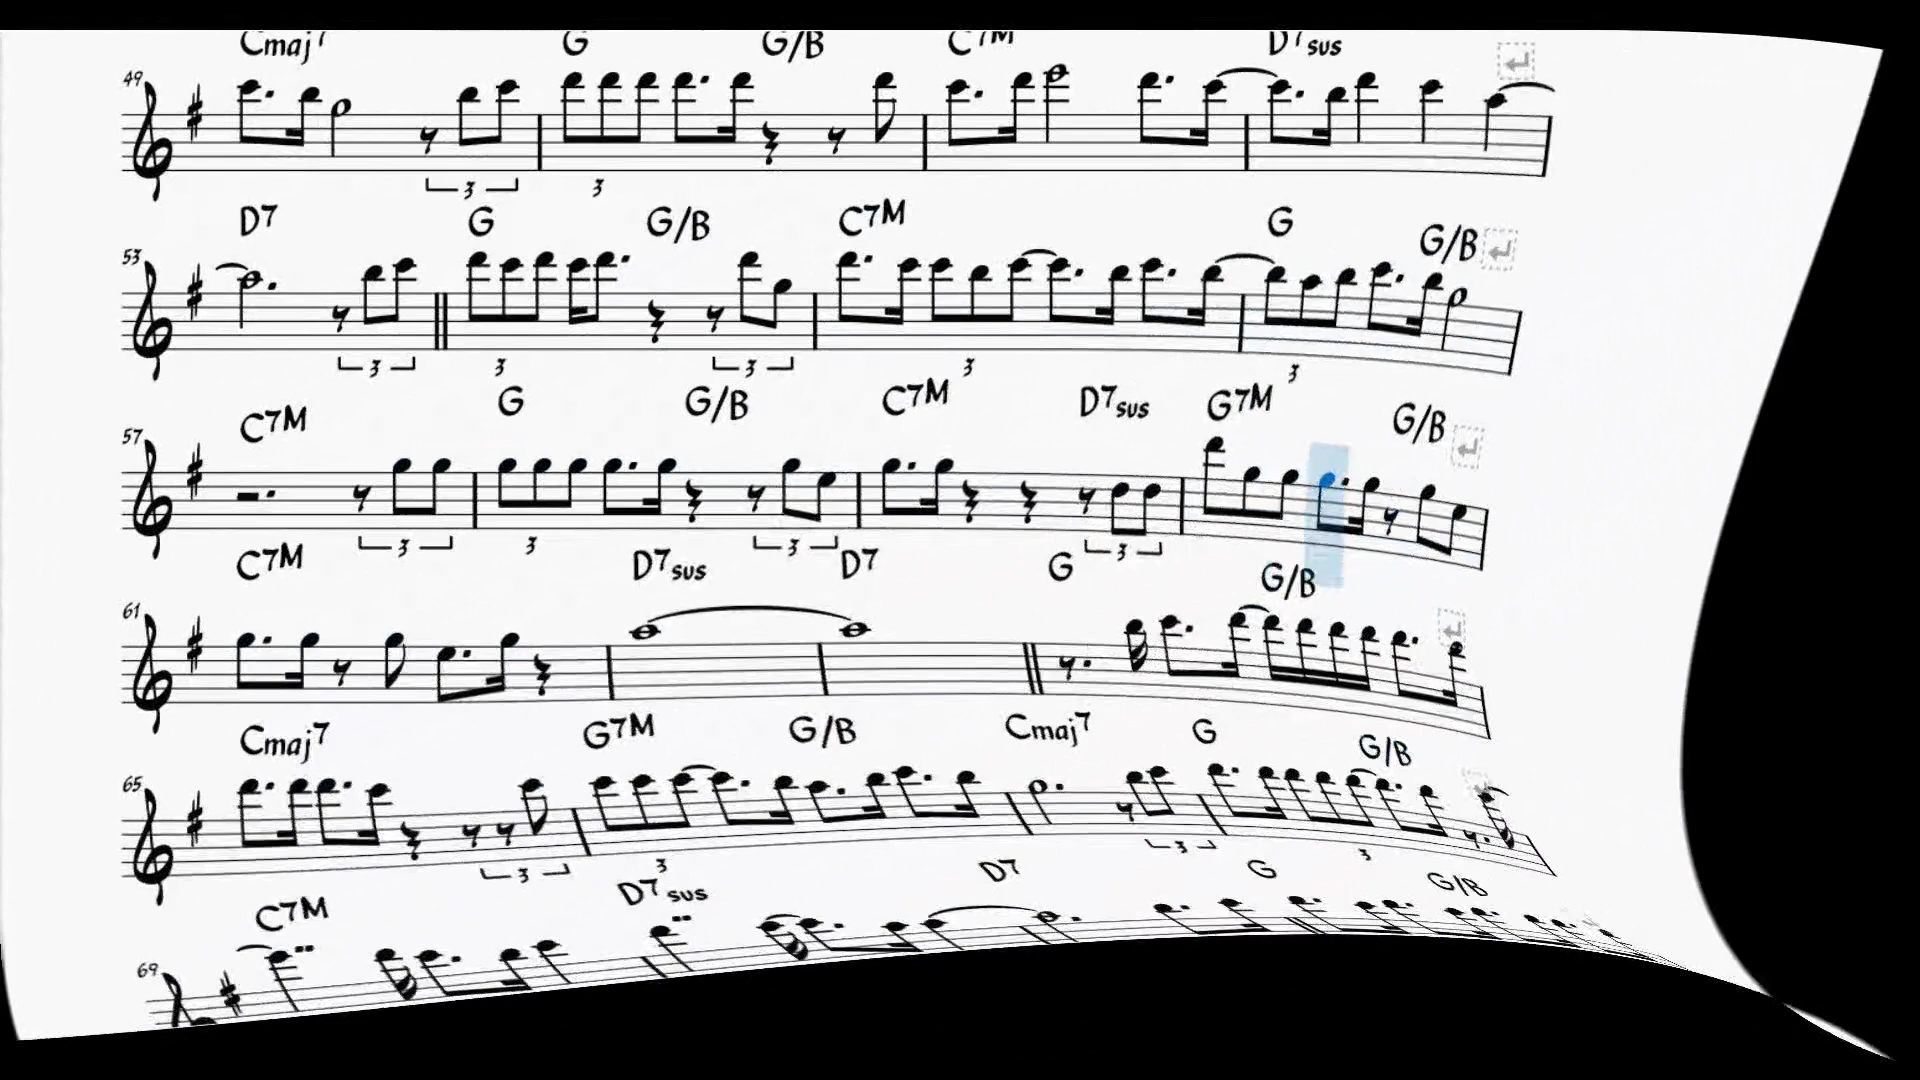 Cmaj7 G G/B C7M D7sus
49
3 3
D7 G G/B C7M G G/B
53
3 3 3 3 3
C7M G G/B C7M D7sus G7M G/B
57
3 3 3 3
C7M D7sus D7 G G/B
61
Cmaj7 G7M G/B Cmaj7 G G/B
65
3 3 3 3
C7M D7sus D7 G G/B
69